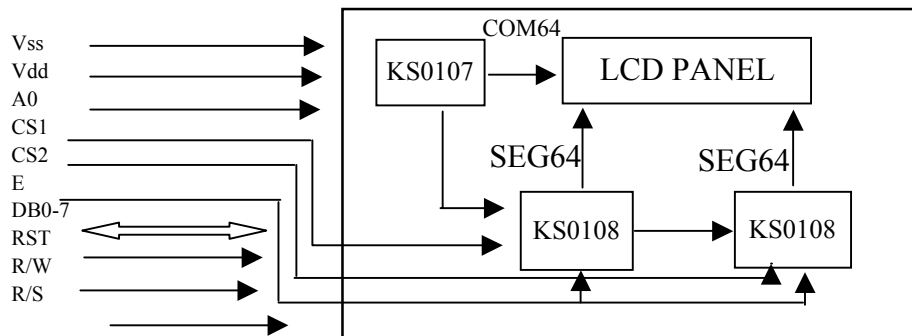 Vss
Vdd
A0
CS1
CS2
E
DB0-7
RST
R/W
R/S
COM64
KS0107
LCD PANEL
SEG64
SEG64
KS0108
KS0108